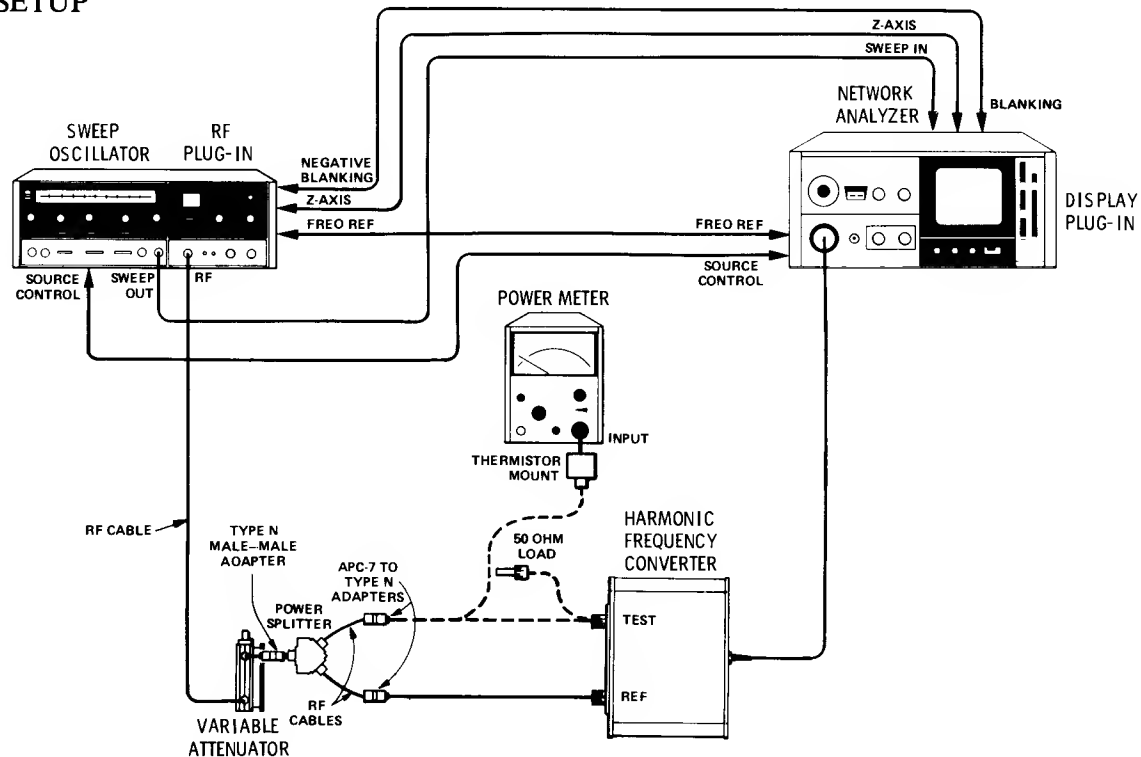 SETUP
Z-AXIS
SWEEP IN
NETWORK
ANALYZER
BLANKING
SWEEP
OSCILLATOR
RF
PLUG-IN
NEGATIVE
BLANKING
Z-AXIS
FREQ REF
FREQ REF
DISPLAY
PLUG-IN
SOURCE
CONTROL
SWEEP
OUT
RF
SOURCE
CONTROL
POWER METER
INPUT
THERMISTOR
MOUNT
RF CABLE
TYPE N
MALE–MALE
AOAPTER
50 OHM
LOAD
HARMONIC
FREQUENCY
CONVERTER
APC-7 TO
TYPE N
ADAPTERS
POWER
SPLITTER
TEST
REF
RF
CABLES
VARIABLE
ATTENUATOR